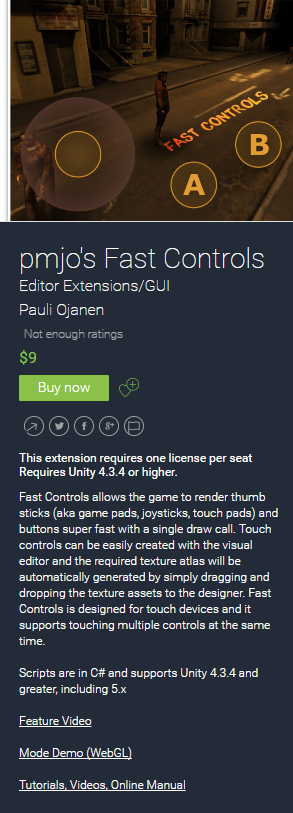 FAST CONTROLS
B
A
pmjo's Fast Controls
Editor Extensions/GUI
Pauli Ojanen
Not enough ratings
$9
Buy now
g+
This extension requires one license per seat
Requires Unity 4.3.4 or higher.
Fast Controls allows the game to render thumb
sticks (aka game pads, joysticks, touch pads) and
buttons super fast with a single draw call. Touch
controls can be easily created with the visual
editor and the required texture atlas will be
automatically generated by simply dragging and
dropping the texture assets to the designer. Fast
Controls is designed for touch devices and it
supports touching multiple controls at the same
time.
Scripts are in C# and supports Unity 4.3.4 and
greater, including 5.x
Feature Video
Mode Demo (WebGL)
Tutorials, Videos, Online Manual